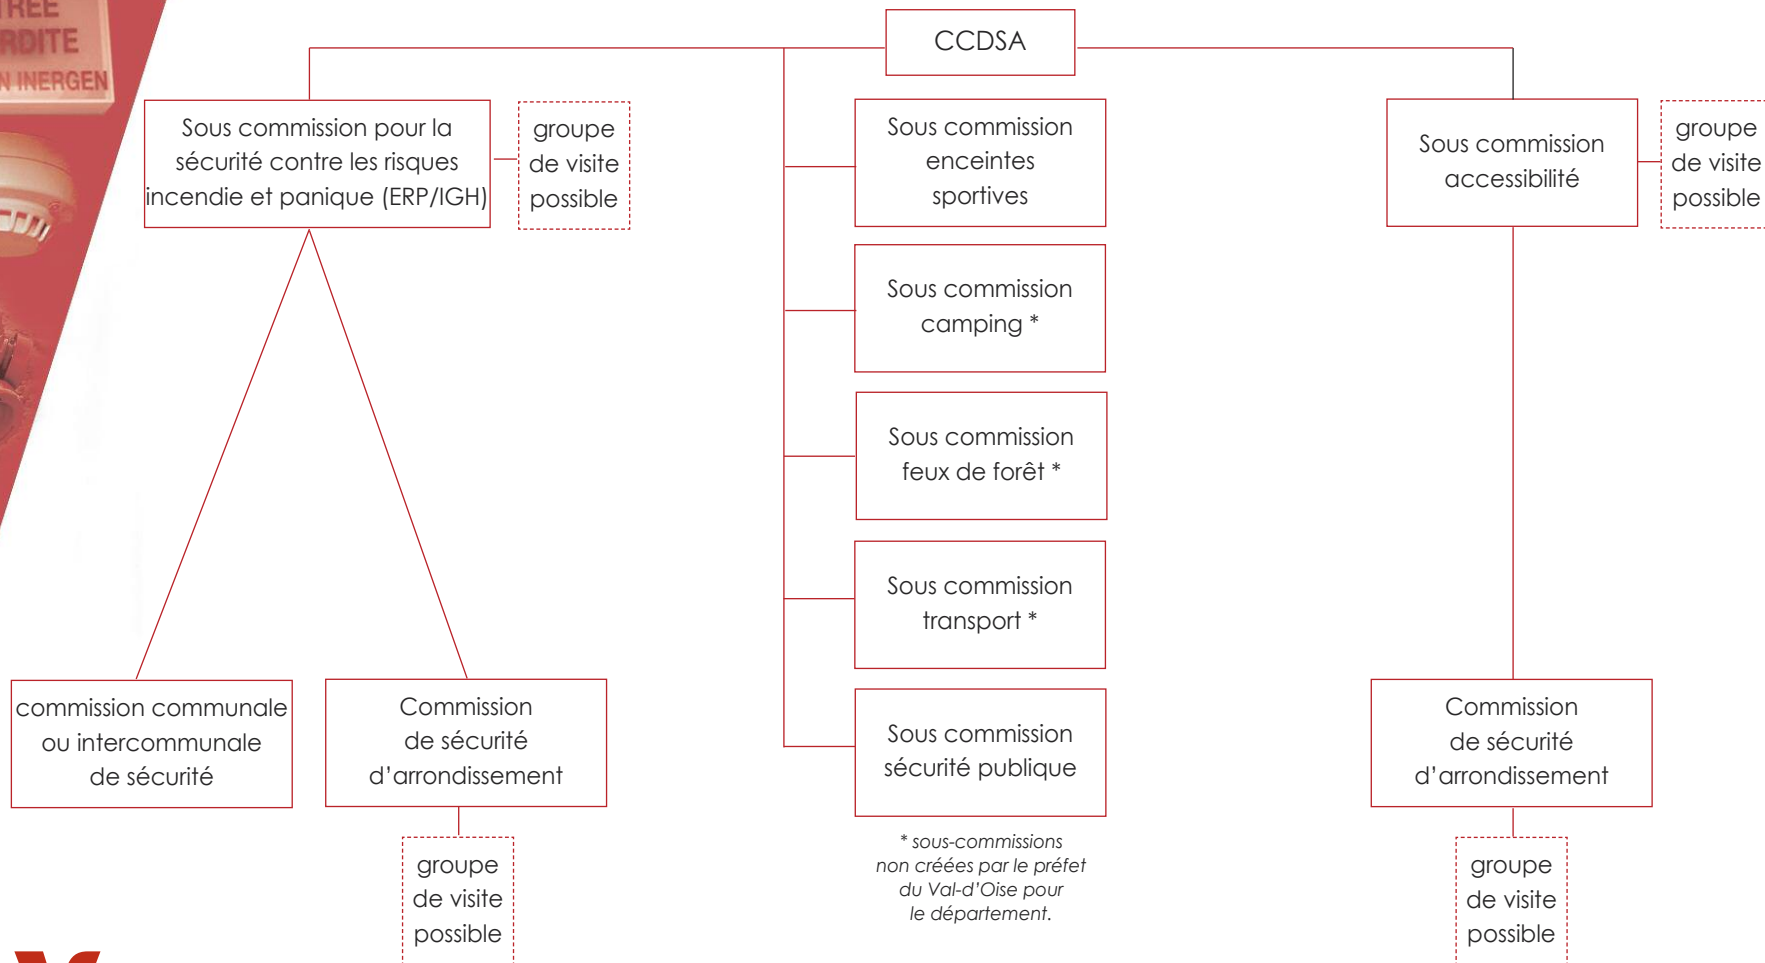 RDITE
N INERGEN
CCDSA
Sous commission pour la
sécurité contre les risques
incendie et panique (ERP/IGH)
groupe
de visite
possible
Sous commission
enceintes
sportives
Sous commission
accessibilité
groupe
de visite
possible
Sous commission
camping *
Sous commission
feux de forêt *
Sous commission
transport *
commission communale
ou intercommunale
de sécurité
Commission
de sécurité
d’arrondissement
Sous commission
sécurité publique
Commission
de sécurité
d’arrondissement
groupe
de visite
possible
* sous-commissions
non créées par le préfet
du Val-d’Oise pour
le département.
groupe
de visite
possible